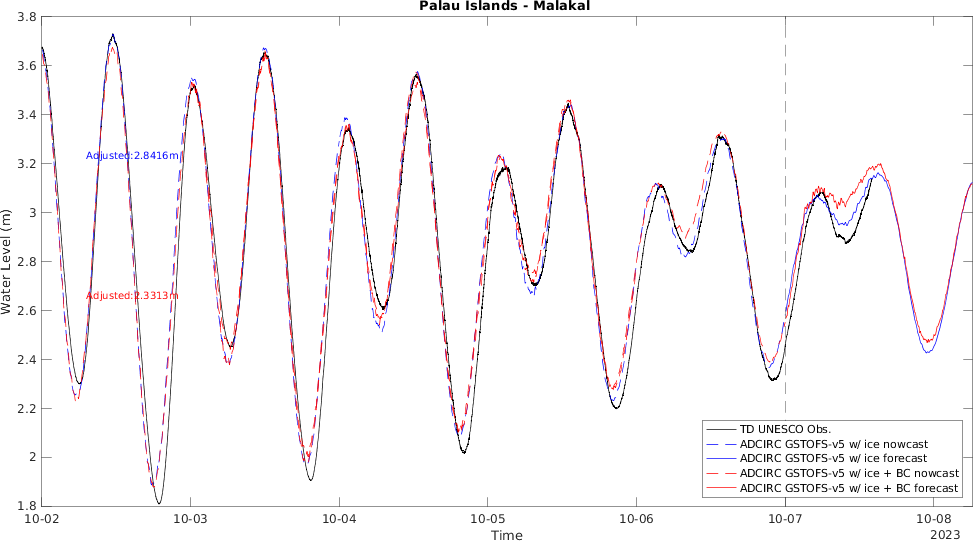 Palau Islands - Malakal
3.8
3.6
3.4
3.2
3
2.8
2.6
2.4
2.2
2
1.8
Water Level (m)
Adjusted:2.8416m
Adjusted:2.3313m
TD UNESCO Obs.
ADCIRC GSTOFS-v5 w/ ice nowcast
ADCIRC GSTOFS-v5 w/ ice forecast
ADCIRC GSTOFS-v5 w/ ice + BC nowcast
ADCIRC GSTOFS-v5 w/ ice + BC forecast
10-02 10-03 10-04 10-05 10-06 10-07 10-08
Time
2023